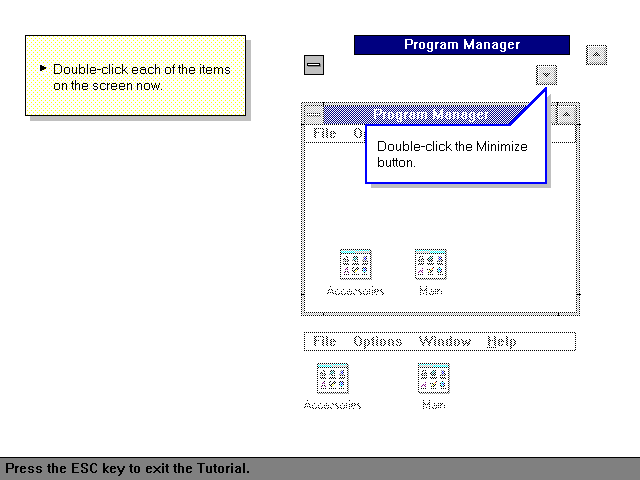 Program Manager
Double-click each of the items
on the screen now.
Program Manager
File
Double-click the Minimize
button.
Accessories
Main
File Options Window Help
Accessories
Main
Press the ESC key to exit the Tutorial.